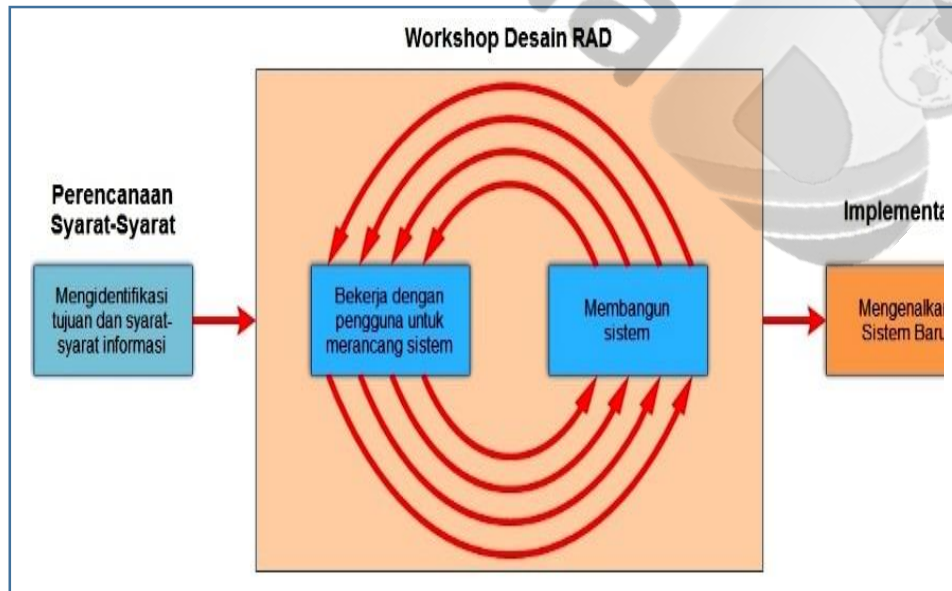 Workshop Desain RAD
Perencanaan
Syarat-Syarat
Mengidentifikasi
tujuan dan syarat-
syarat informasi
Bekerja dengan
pengguna untuk
merancang sistem
Membangun
sistem
Implementa
Mengenalkan
Sistem Baru